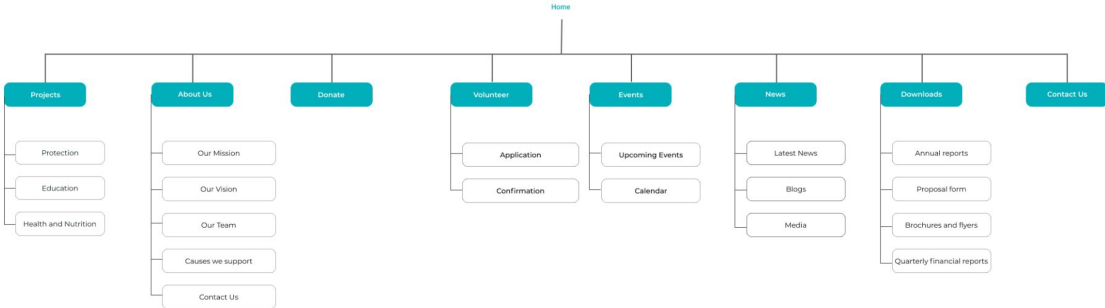 Home
Projects
About Us
Donate
Volunteer
Events
News
Downloads
Contact Us
Protection
Education
Health and Nutrition
Our Mission
Our Vision
Our Team
Causes we support
Contact Us
Application
Confirmation
Upcoming Events
Calendar
Latest News
Blogs
Media
Annual reports
Proposal form
Brochures and flyers
Quarterly financial reports